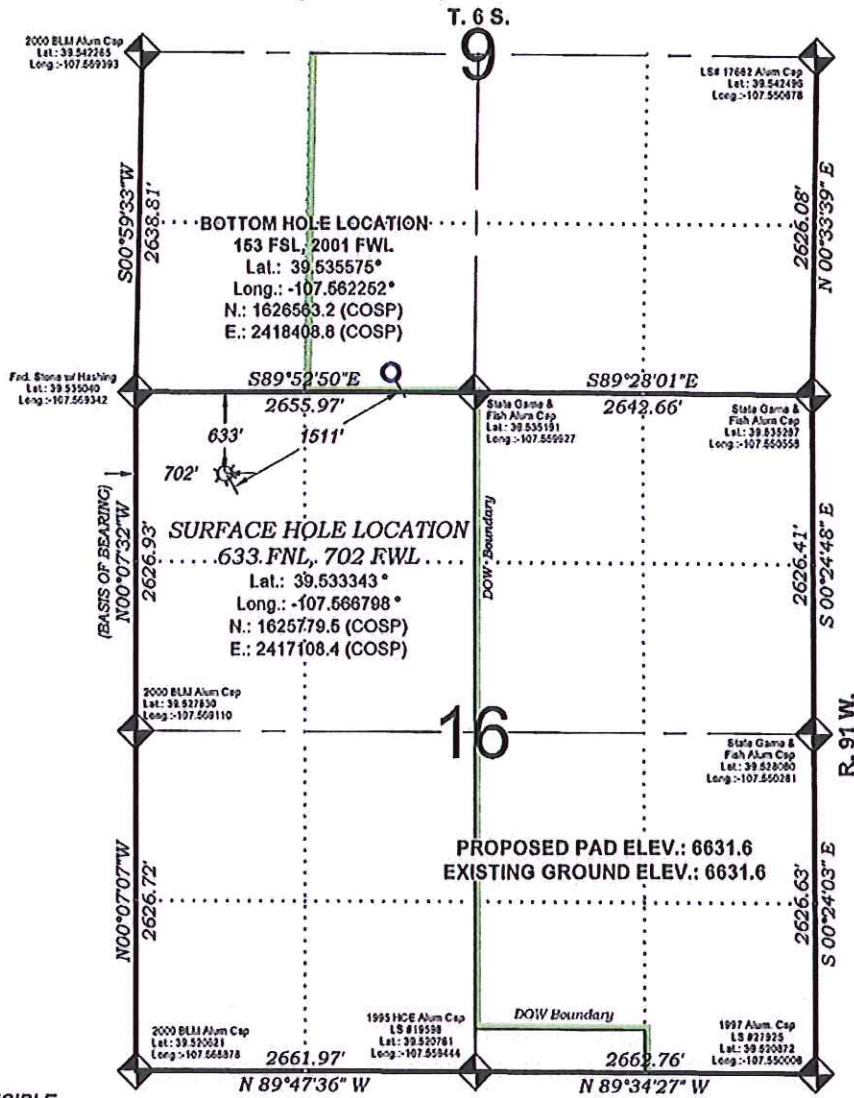 T. 6 S.
9
2000 BLM Alum Cap
Lat.: 39.542265
Long.:-107.569393
LS# 17662 Alum Cap
Lat.: 39.542495
Long.:-107.550678
S00°59'33"W
2638.81'
N 00°33'39" E
2626.08'
BOTTOM HOLE LOCATION
153 FSL, 2001 FWL
Lat.: 39.535575°
Long.: -107.562252°
N.: 1626563.2 (COSP)
E.: 2418408.8 (COSP)
Fnd. Stone w/ Hashing
Lat.: 39.535040
Long.:-107.569342
S89°52'50"E
2655.97'
S89°28'01"E
2642.66'
State Game &
Fish Alum Cap
Lat.: 39.535191
Long.:-107.559927
State Game &
Fish Alum Cap
Lat.: 39.535287
Long.:-107.550558
633'
1511'
702'
SURFACE HOLE LOCATION
633 FNL, 702 FWL
Lat.: 39.533343°
Long.: -107.566798°
N.: 1625779.5 (COSP)
E.: 2417108.4 (COSP)
(BASIS OF BEARING)
N00°07'32"W
2626.93'
DOW Boundary
S 00°24'48" E
2626.41'
2000 BLM Alum Cap
Lat.: 39.527830
Long.:-107.569110
16
State Game &
Fish Alum Cap
Lat.: 39.528080
Long.:-107.550281
R. 91 W.
PROPOSED PAD ELEV.: 6631.6
EXISTING GROUND ELEV.: 6631.6
N00°07'07"W
2626.72'
S 00°24'03" E
2626.63'
DOW Boundary
2000 BLM Alum Cap
Lat.: 39.520621
Long.:-107.568878
1995 HCE Alum Cap
LS #19598
Lat.: 39.520761
Long.:-107.559444
1997 Alum. Cap
LS #27925
Lat.: 39.520872
Long.:-107.550006
2661.97'
N 89°47'36" W
2662.76'
N 89°34'27" W